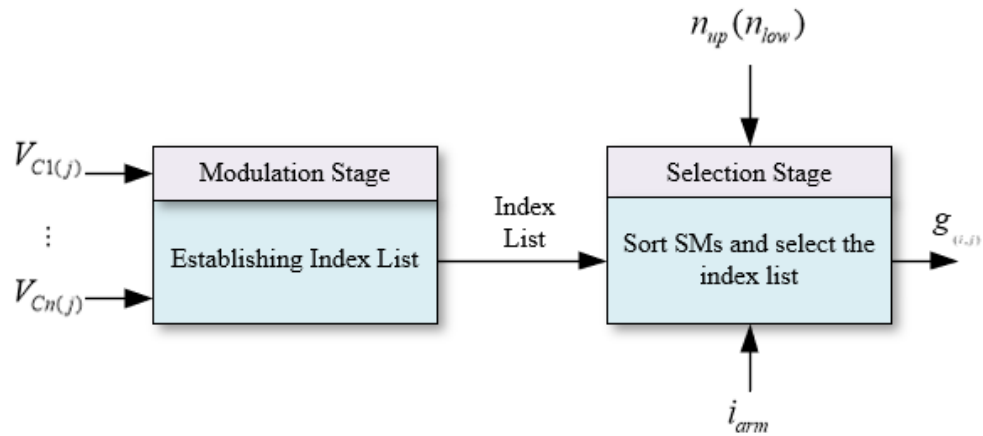 n_up (n_low)
V_C1(j)
Modulation Stage
Selection Stage
⋮
Establishing Index List
Index
List
Sort SMs and select the
index list
g_(i,j)
V_Cn(j)
i_arm